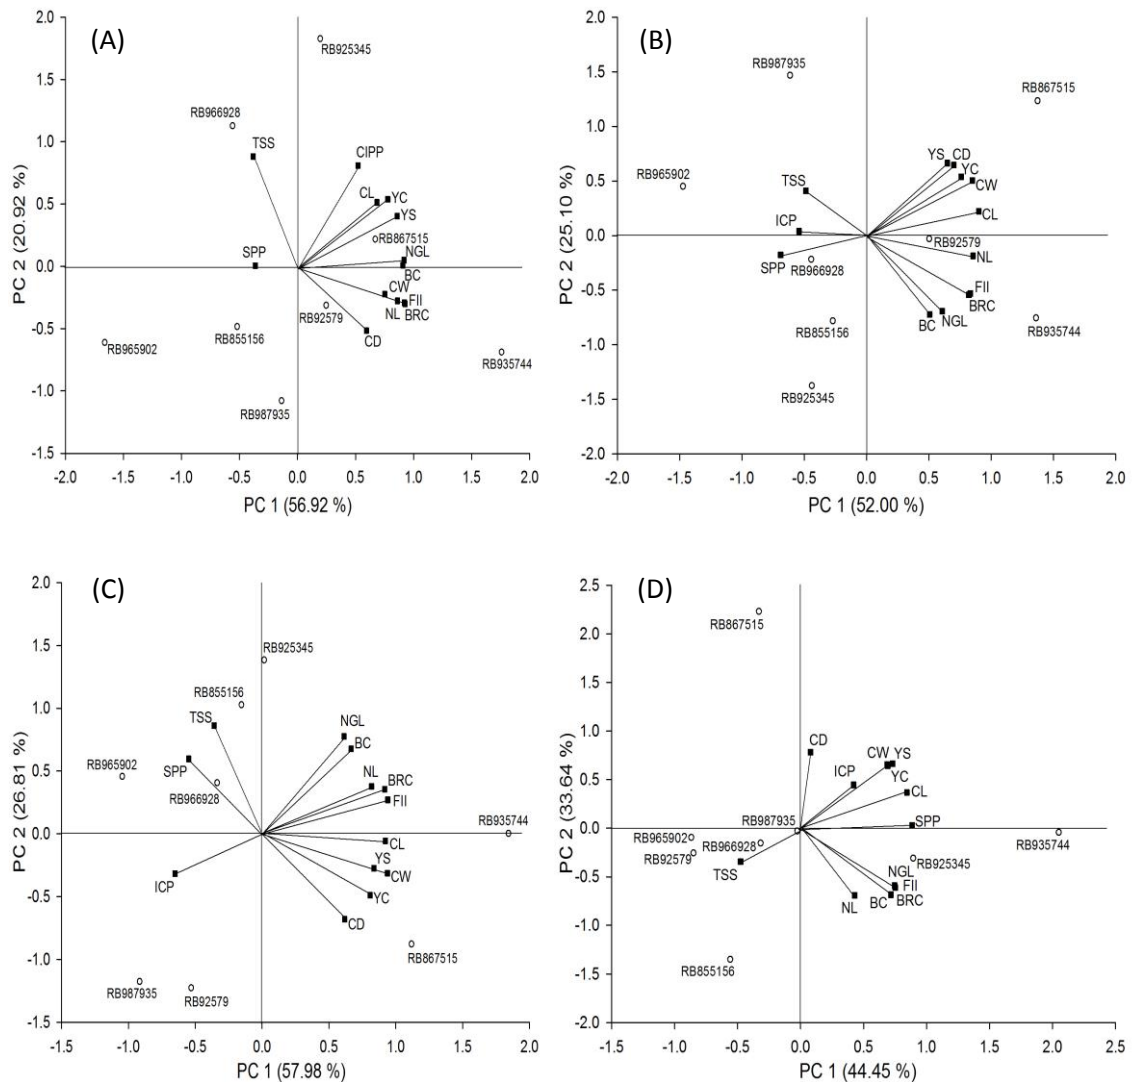 (A)
2.0
1.5
1.0
0.5
0.0
-0.5
-1.0
-1.5
PC 2 (20.92 %)
RB925345
RB966928
TSS
CIPP
CL
YC
YS
RB867515
SPP
NGL
BC
CW
FII
NL
BRC
RB92579
CD
RB855156
RB965902
RB935744
RB987935
-2.0 -1.5 -1.0 -0.5 0.0 0.5 1.0 1.5 2.0
PC 1 (56.92 %)
(B)
2.0
1.5
1.0
0.5
0.0
-0.5
-1.0
-1.5
-2.0
PC 2 (25.10 %)
RB987935
RB867515
YS CD
YC
RB965902
TSS
CW
CL
ICP
RB92579
SPP
RB966928
NL
FII
BRC
BC
NGL
RB855156
RB935744
RB925345
-2.0 -1.5 -1.0 -0.5 0.0 0.5 1.0 1.5 2.0
PC 1 (52.00 %)
(C)
2.0
1.5
1.0
0.5
0.0
-0.5
-1.0
-1.5
PC 2 (26.81 %)
RB925345
RB855156
TSS
NGL
BC
RB965902
SPP
RB966928
NL
BRC
FII
RB935744
CL
YS
CW
ICP
YC
CD
RB867515
RB987935
RB92579
-1.5 -1.0 -0.5 0.0 0.5 1.0 1.5 2.0
PC 1 (57.98 %)
(D)
2.5
2.0
1.5
1.0
0.5
0.0
-0.5
-1.0
-1.5
-2.0
PC 2 (33.64 %)
RB867515
CD
CW YS
ICP
YC
CL
RB987935
SPP
RB965902
RB966928
RB935744
RB92579
RB925345
TSS
NGL
FII
NL
BC
BRC
RB855156
-1.5 -1.0 -0.5 0.0 0.5 1.0 1.5 2.0 2.5
PC 1 (44.45 %)